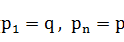 p₁ = q , pₙ = p